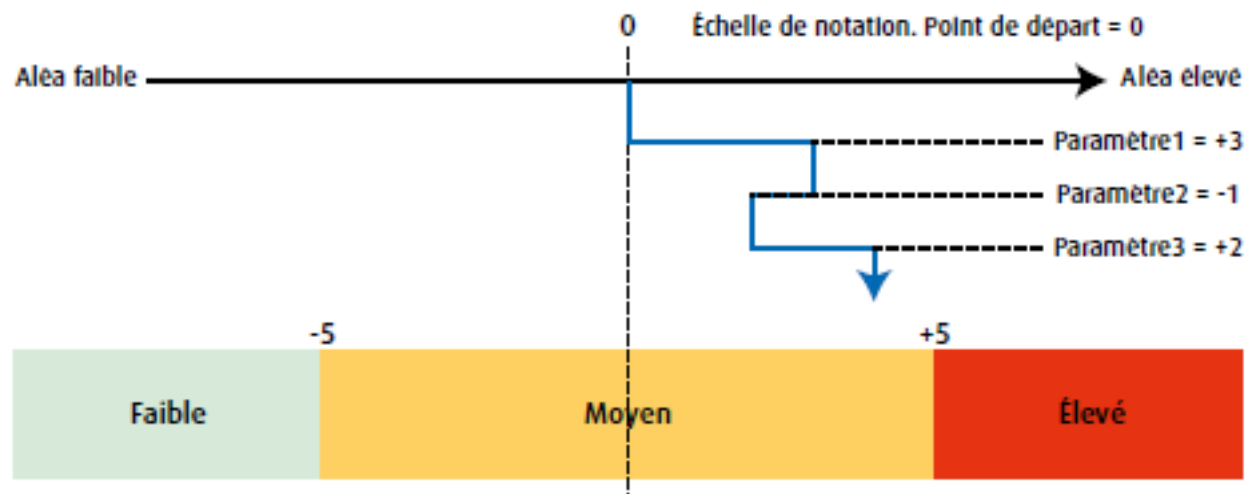 0 Échelle de notation. Point de départ = 0
Aléa faible Aléa élevé
Paramètre1 = +3
Paramètre2 = -1
Paramètre3 = +2
-5 +5
Faible Moyen Élevé